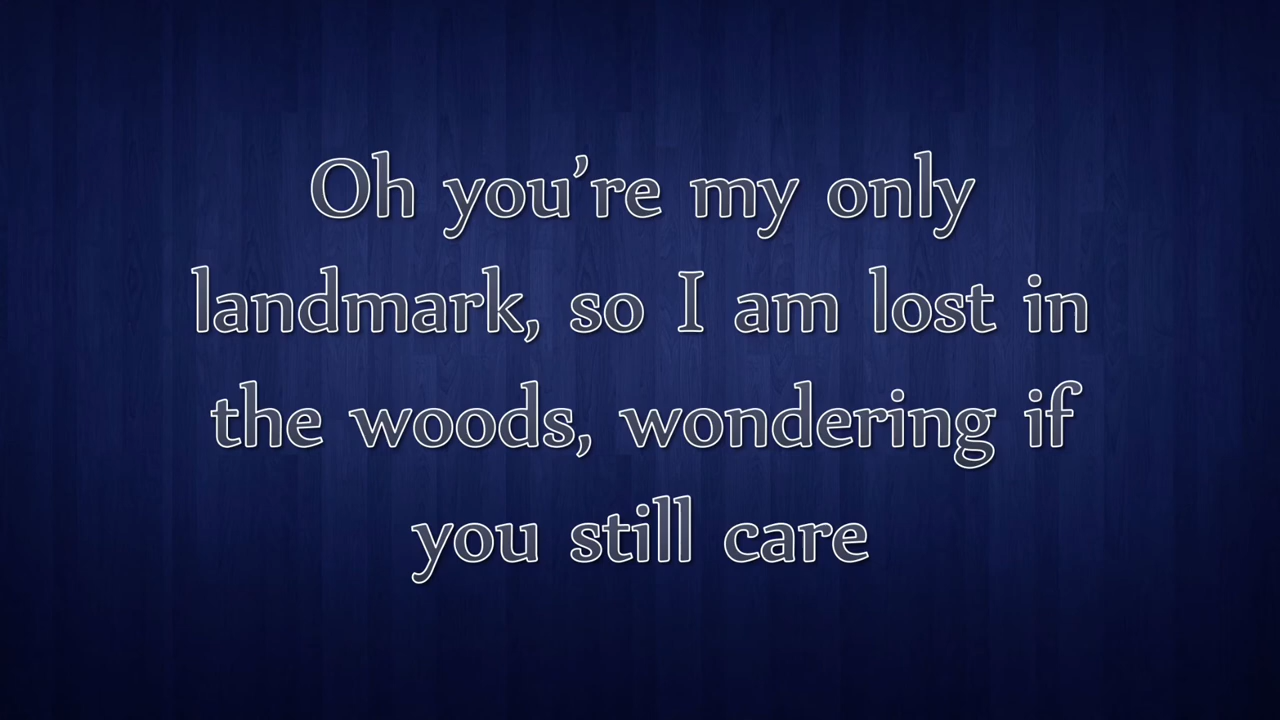 Oh you’re my only
landmark, so I am lost in
the woods, wondering if
you still care